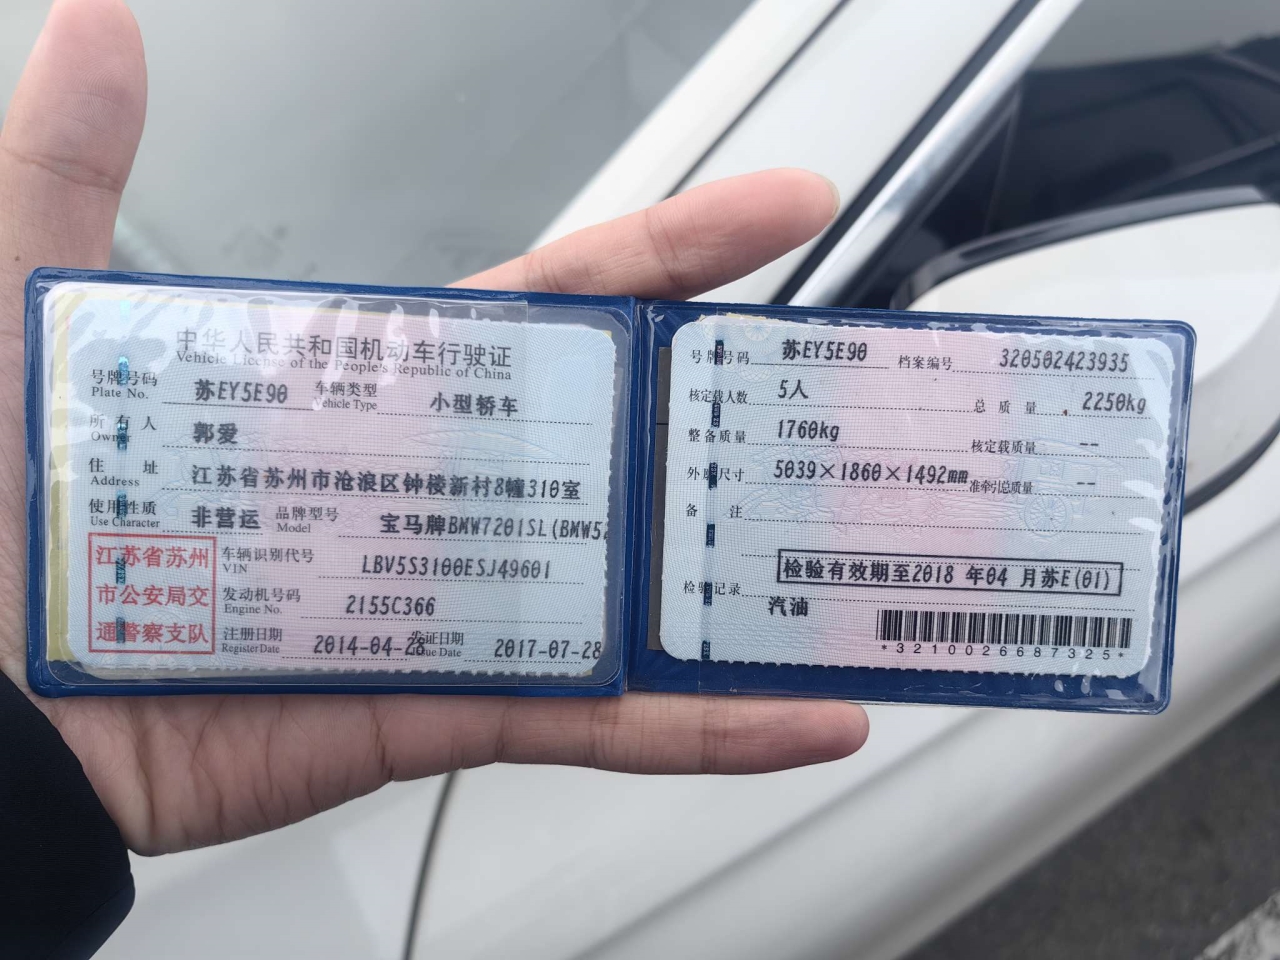 中华人民共和国机动车行驶证
Vehicle License of the People's Republic of China
号牌号码 苏EY5E90 车辆类型 小型轿车
Plate No. Vehicle Type
所有人 郭爱
Owner
住址 江苏省苏州市沧浪区钟楼新村8幢310室
Address
使用性质 非营运 品牌型号 宝马牌BMW7201SL(BMW52
Use Character Model
江苏省苏州
市公安局交
通警察支队
车辆识别代号 LBV5S3100ESJ49601
VIN
发动机号码 2155C366
Engine No.
注册日期 2014-04-28 发证日期 2017-07-28
Register Date Issue Date
号牌号码 苏EY5E90 档案编号 320502423935
核定载人数 5人 总质量 2250kg
整备质量 1760kg 核定载质量 --
外廓尺寸 5039×1860×1492mm 准牵引总质量 --
备注
检验有效期至2018 年04 月苏E(01)
检验记录
汽油
*3210026687325*